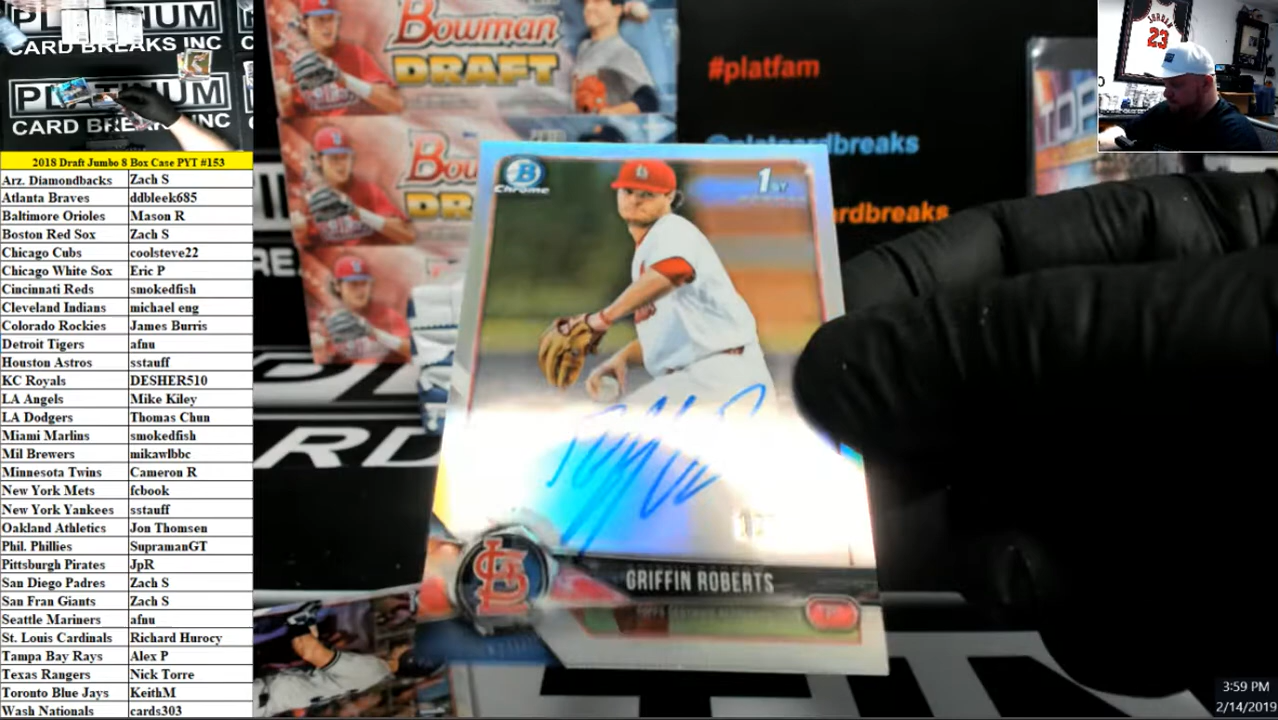 PLATINUM
CARD BREAKS INC
PLATINUM
CARD BREAKS INC
2018 Draft Jumbo 8 Box Case PYT #153
Arz. Diamondbacks Zach S
Atlanta Braves ddbleek685
Baltimore Orioles Mason R
Boston Red Sox Zach S
Chicago Cubs coolsteve22
Chicago White Sox Eric P
Cincinnati Reds smokedfish
Cleveland Indians michael eng
Colorado Rockies James Burris
Detroit Tigers afnu
Houston Astros sstauff
KC Royals DESHER510
LA Angels Mike Kiley
LA Dodgers Thomas Chun
Miami Marlins smokedfish
Mil Brewers mikawlbbc
Minnesota Twins Cameron R
New York Mets fcbook
New York Yankees sstauff
Oakland Athletics Jon Thomsen
Phil. Phillies SupramanGT
Pittsburgh Pirates JpR
San Diego Padres Zach S
San Fran Giants Zach S
Seattle Mariners afnu
St. Louis Cardinals Richard Hurocy
Tampa Bay Rays Alex P
Texas Rangers Nick Torre
Toronto Blue Jays KeithM
Wash Nationals cards303
Bowman
DRAFT
Bow
DR
#platfam
@platcardbreaks
ardbreaks
B
Chrome
1ST
GRIFFIN ROBERTS
JORDAN
23
3:59 PM
2/14/2019